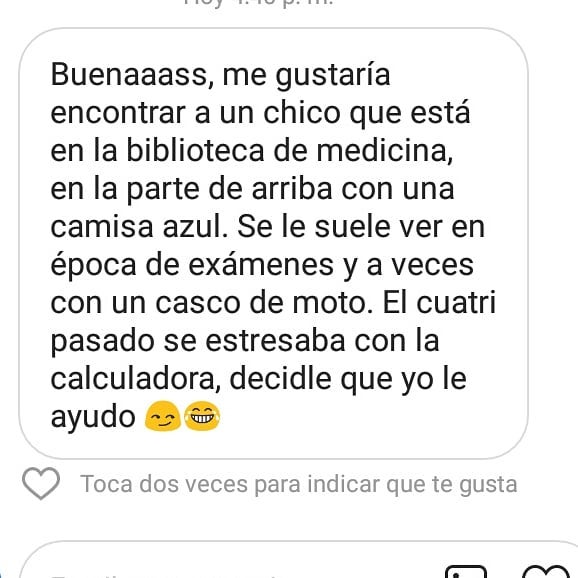 Buenaaass, me gustaría
encontrar a un chico que está
en la biblioteca de medicina,
en la parte de arriba con una
camisa azul. Se le suele ver en
época de exámenes y a veces
con un casco de moto. El cuatri
pasado se estresaba con la
calculadora, decidle que yo le
ayudo 😏😂
Toca dos veces para indicar que te gusta